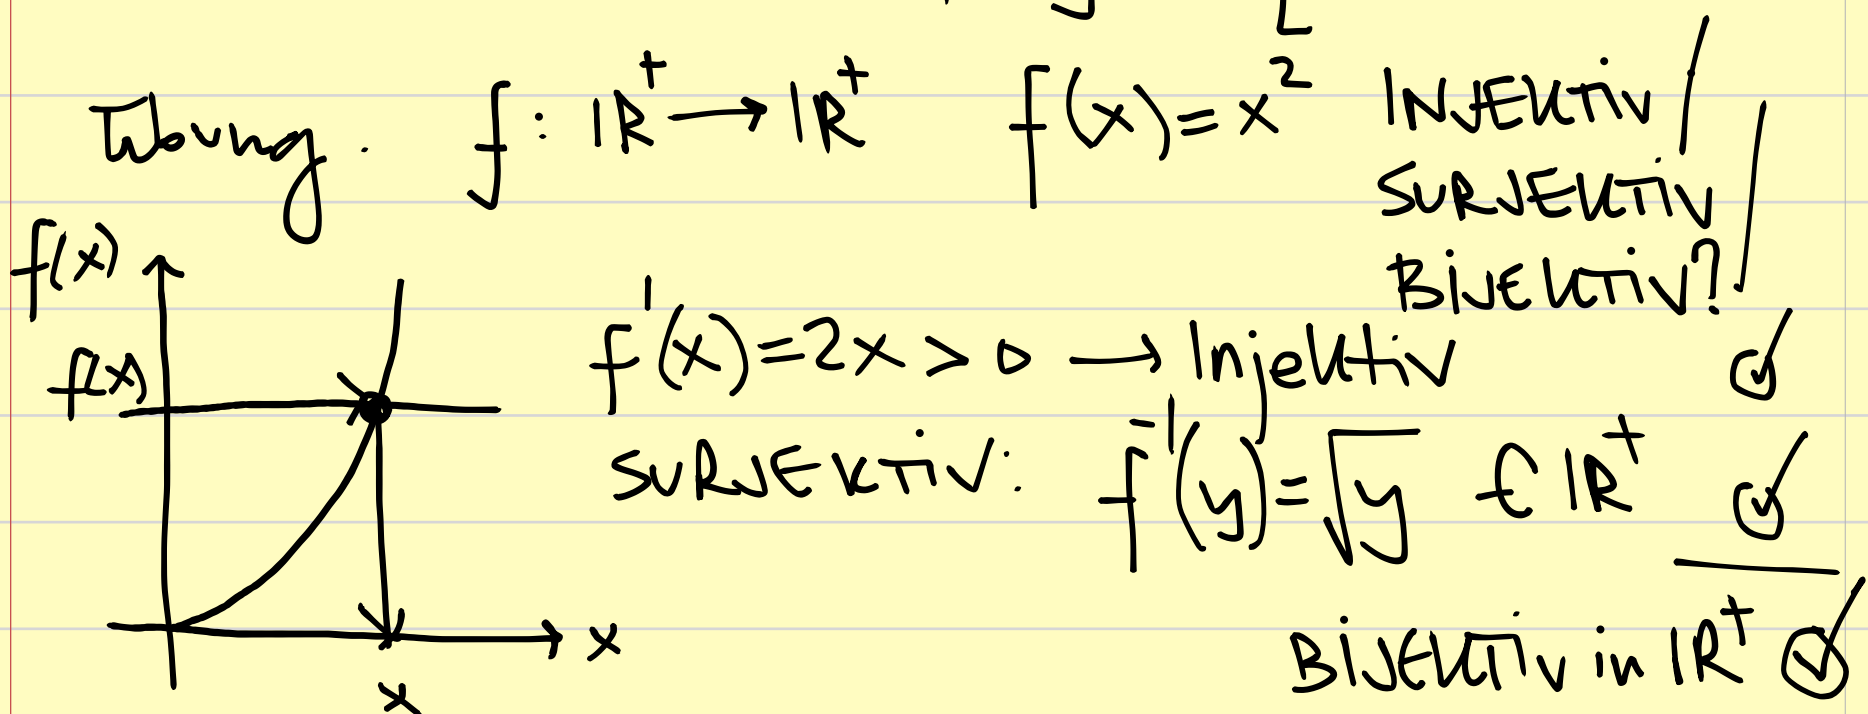 Übung. f: ℝ⁺ → ℝ⁺ f(x) = x² INJEKTIV /
SURJEKTIV /
BIJEKTIV?
f(x)
f'(x) = 2x > 0 → Injektiv ✓
f(x)
SURJEKTIV: f⁻¹(y) = √y ∈ ℝ⁺ ✓
x
BIJEKTIV in ℝ⁺ ✓
x